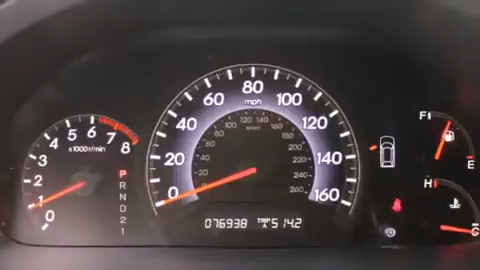 0 1 2 3 4 5 6 7 8
x1000r/min
P
R
N
D
2
1
0 20 40 60 80 100 120 140 160
mph
20 40 60 80 100 120 140 160 180 200 220 240 260
km/h
076938 TRIP A 514.2
F
E
H
C